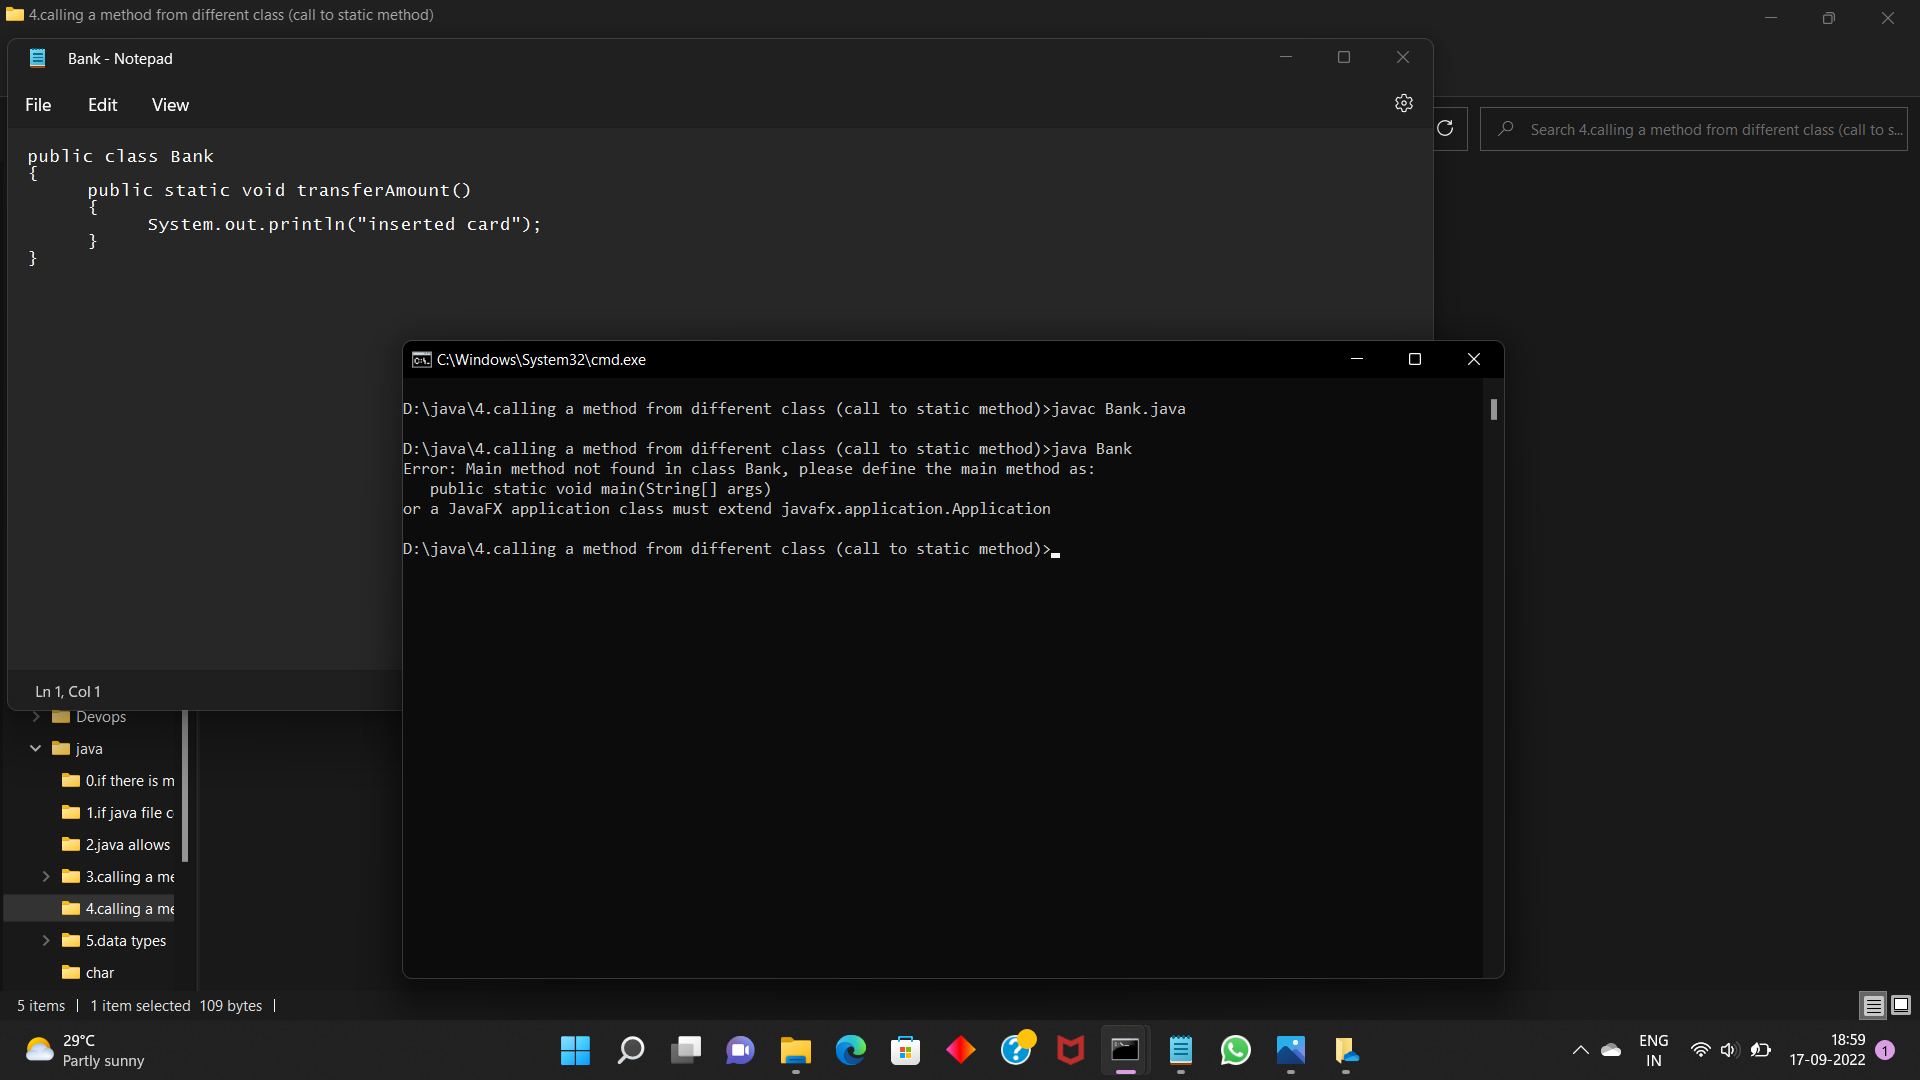 4.calling a method from different class (call to static method)
Bank - Notepad
File Edit View
Search 4.calling a method from different class (call to s...
public class Bank
{
public static void transferAmount()
{
System.out.println("inserted card");
}
}
Ln 1, Col 1
C:\Windows\System32\cmd.exe
D:\java\4.calling a method from different class (call to static method)>javac Bank.java
D:\java\4.calling a method from different class (call to static method)>java Bank
Error: Main method not found in class Bank, please define the main method as:
public static void main(String[] args)
or a JavaFX application class must extend javafx.application.Application
D:\java\4.calling a method from different class (call to static method)>
Devops
java
0.if there is m
1.if java file c
2.java allows
3.calling a me
4.calling a me
5.data types
char
5 items | 1 item selected 109 bytes |
29°C
Partly sunny
ENG
IN
18:59
17-09-2022
1